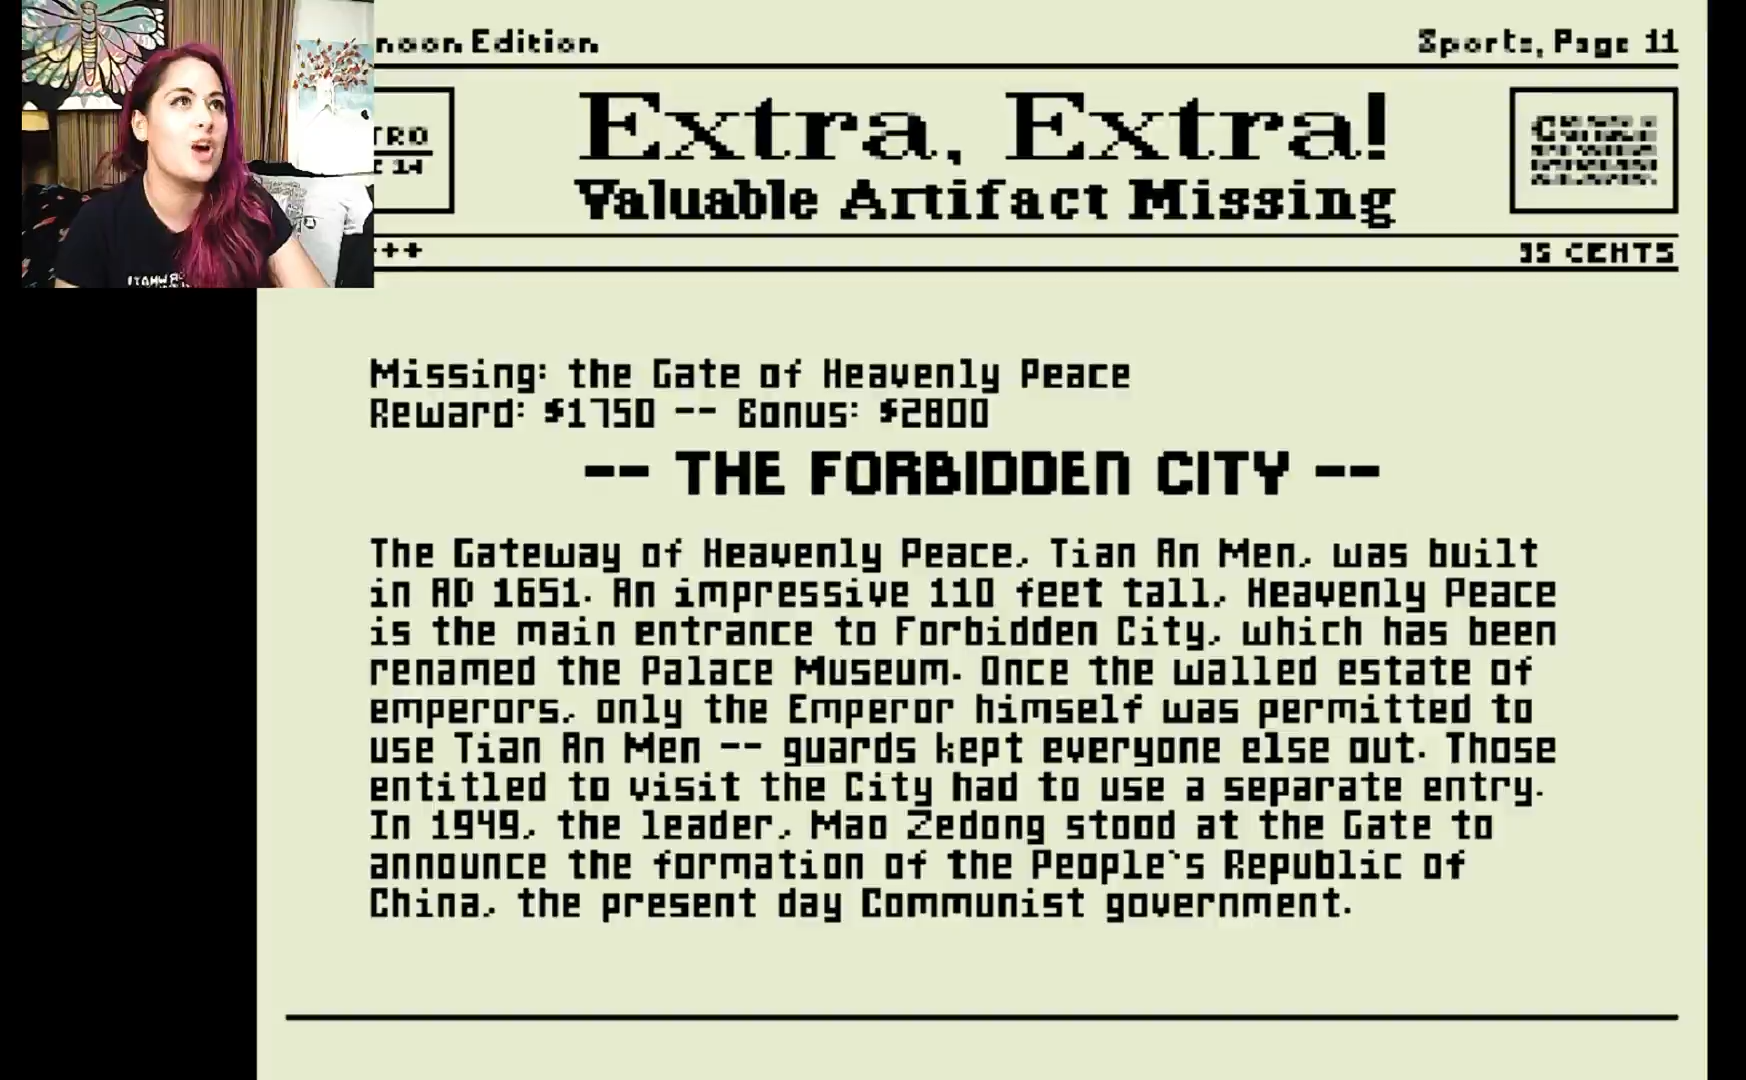 noon Edition
Sports, Page 11
TRO
14
Extra, Extra!
Valuable Artifact Missing
++
35 CENTS
Missing: the Gate of Heavenly Peace
Reward: $1750 -- Bonus: $2800
-- THE FORBIDDEN CITY --
The Gateway of Heavenly Peace, Tian An Men, was built
in AD 1651. An impressive 110 feet tall, Heavenly Peace
is the main entrance to Forbidden City, which has been
renamed the Palace Museum. Once the walled estate of
emperors, only the Emperor himself was permitted to
use Tian An Men -- guards kept everyone else out. Those
entitled to visit the City had to use a separate entry.
In 1949, the leader, Mao Zedong stood at the Gate to
announce the formation of the People's Republic of
China, the present day Communist government.